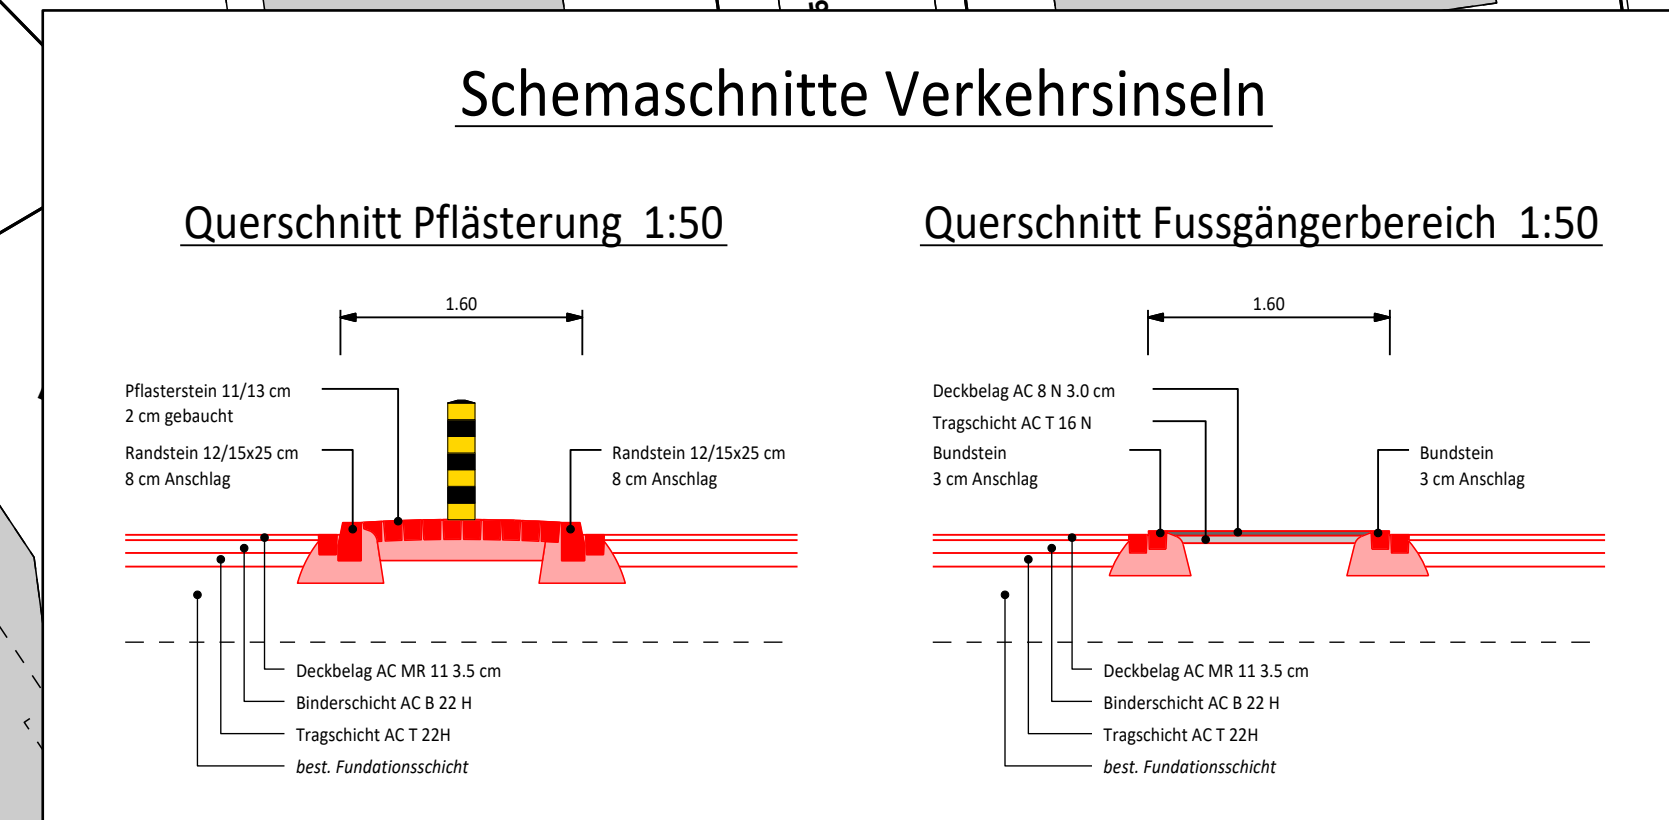 Schemaschnitte Verkehrsinseln
Querschnitt Pflästerung 1:50
1.60
Pflasterstein 11/13 cm
2 cm gebaucht
Randstein 12/15x25 cm
8 cm Anschlag
Randstein 12/15x25 cm
8 cm Anschlag
Deckbelag AC MR 11 3.5 cm
Binderschicht AC B 22 H
Tragschicht AC T 22H
best. Fundationsschicht
Querschnitt Fussgängerbereich 1:50
1.60
Deckbelag AC 8 N 3.0 cm
Tragschicht AC T 16 N
Bundstein
3 cm Anschlag
Bundstein
3 cm Anschlag
Deckbelag AC MR 11 3.5 cm
Binderschicht AC B 22 H
Tragschicht AC T 22H
best. Fundationsschicht